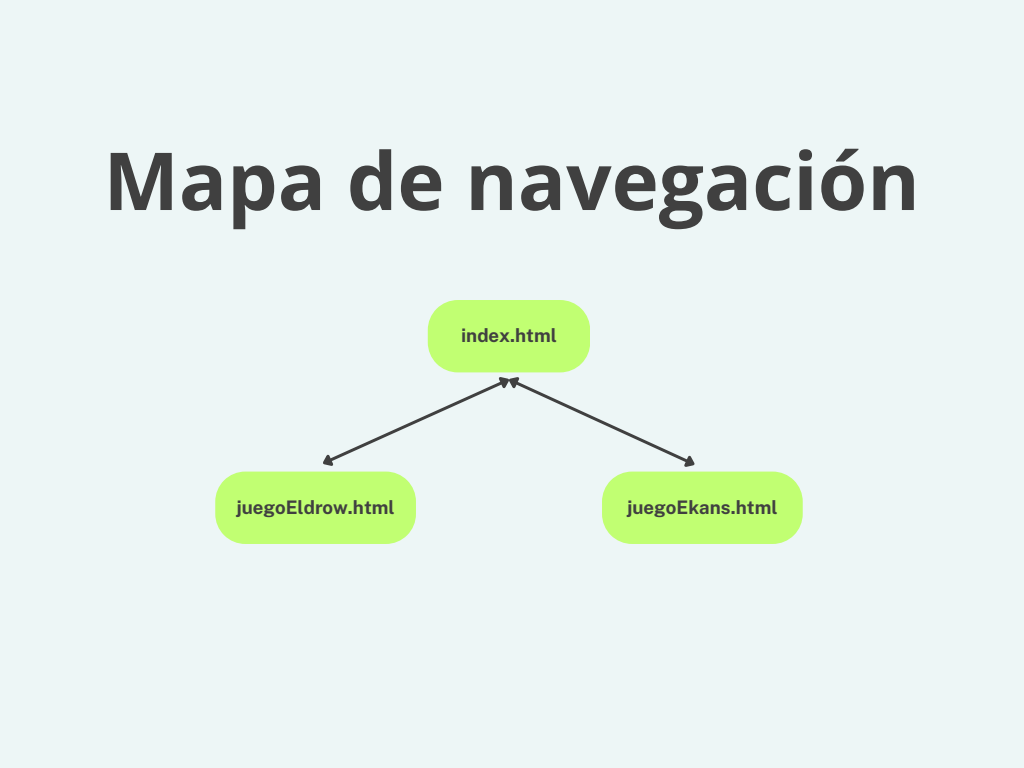 Mapa de navegación
index.html
juegoEldrow.html
juegoEkans.html